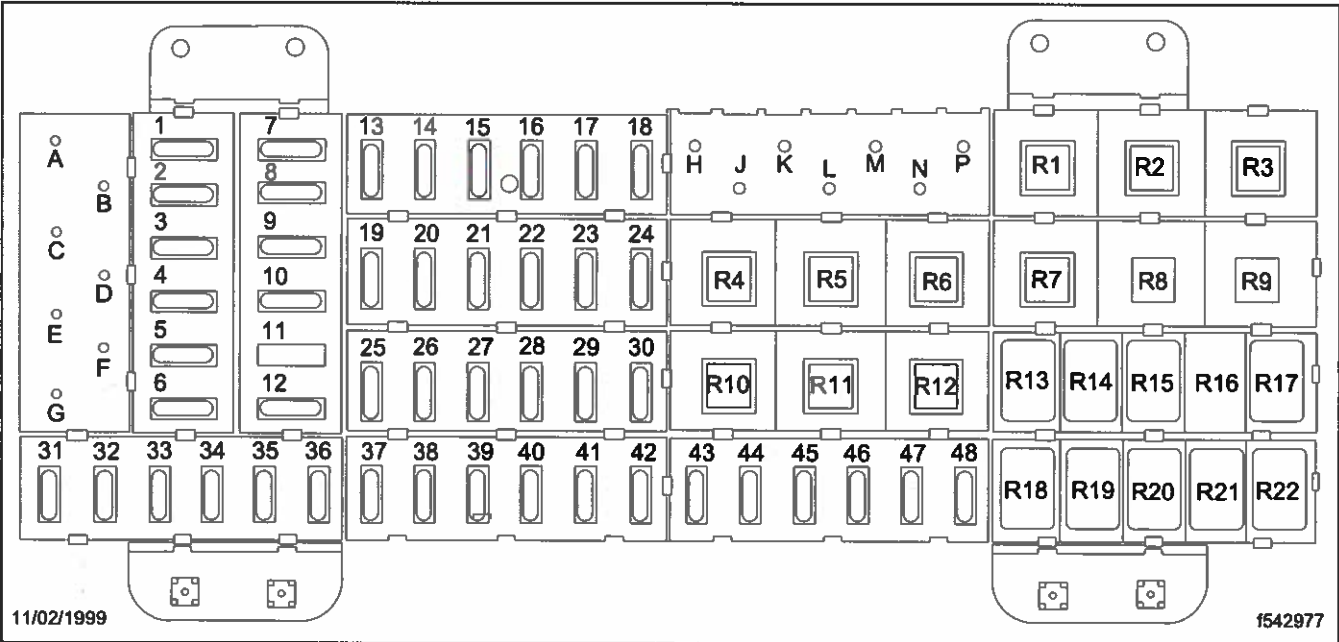 1 7 13 14 15 16 17 18
A H J K L M N P R1 R2 R3
2 8
B
3 9 19 20 21 22 23 24
C
4 10 R4 R5 R6 R7 R8 R9
D
E
5 11 25 26 27 28 29 30
F
6 12 R10 R11 R12 R13 R14 R15 R16 R17
G
31 32 33 34 35 36 37 38 39 40 41 42 43 44 45 46 47 48
R18 R19 R20 R21 R22
11/02/1999 f542977